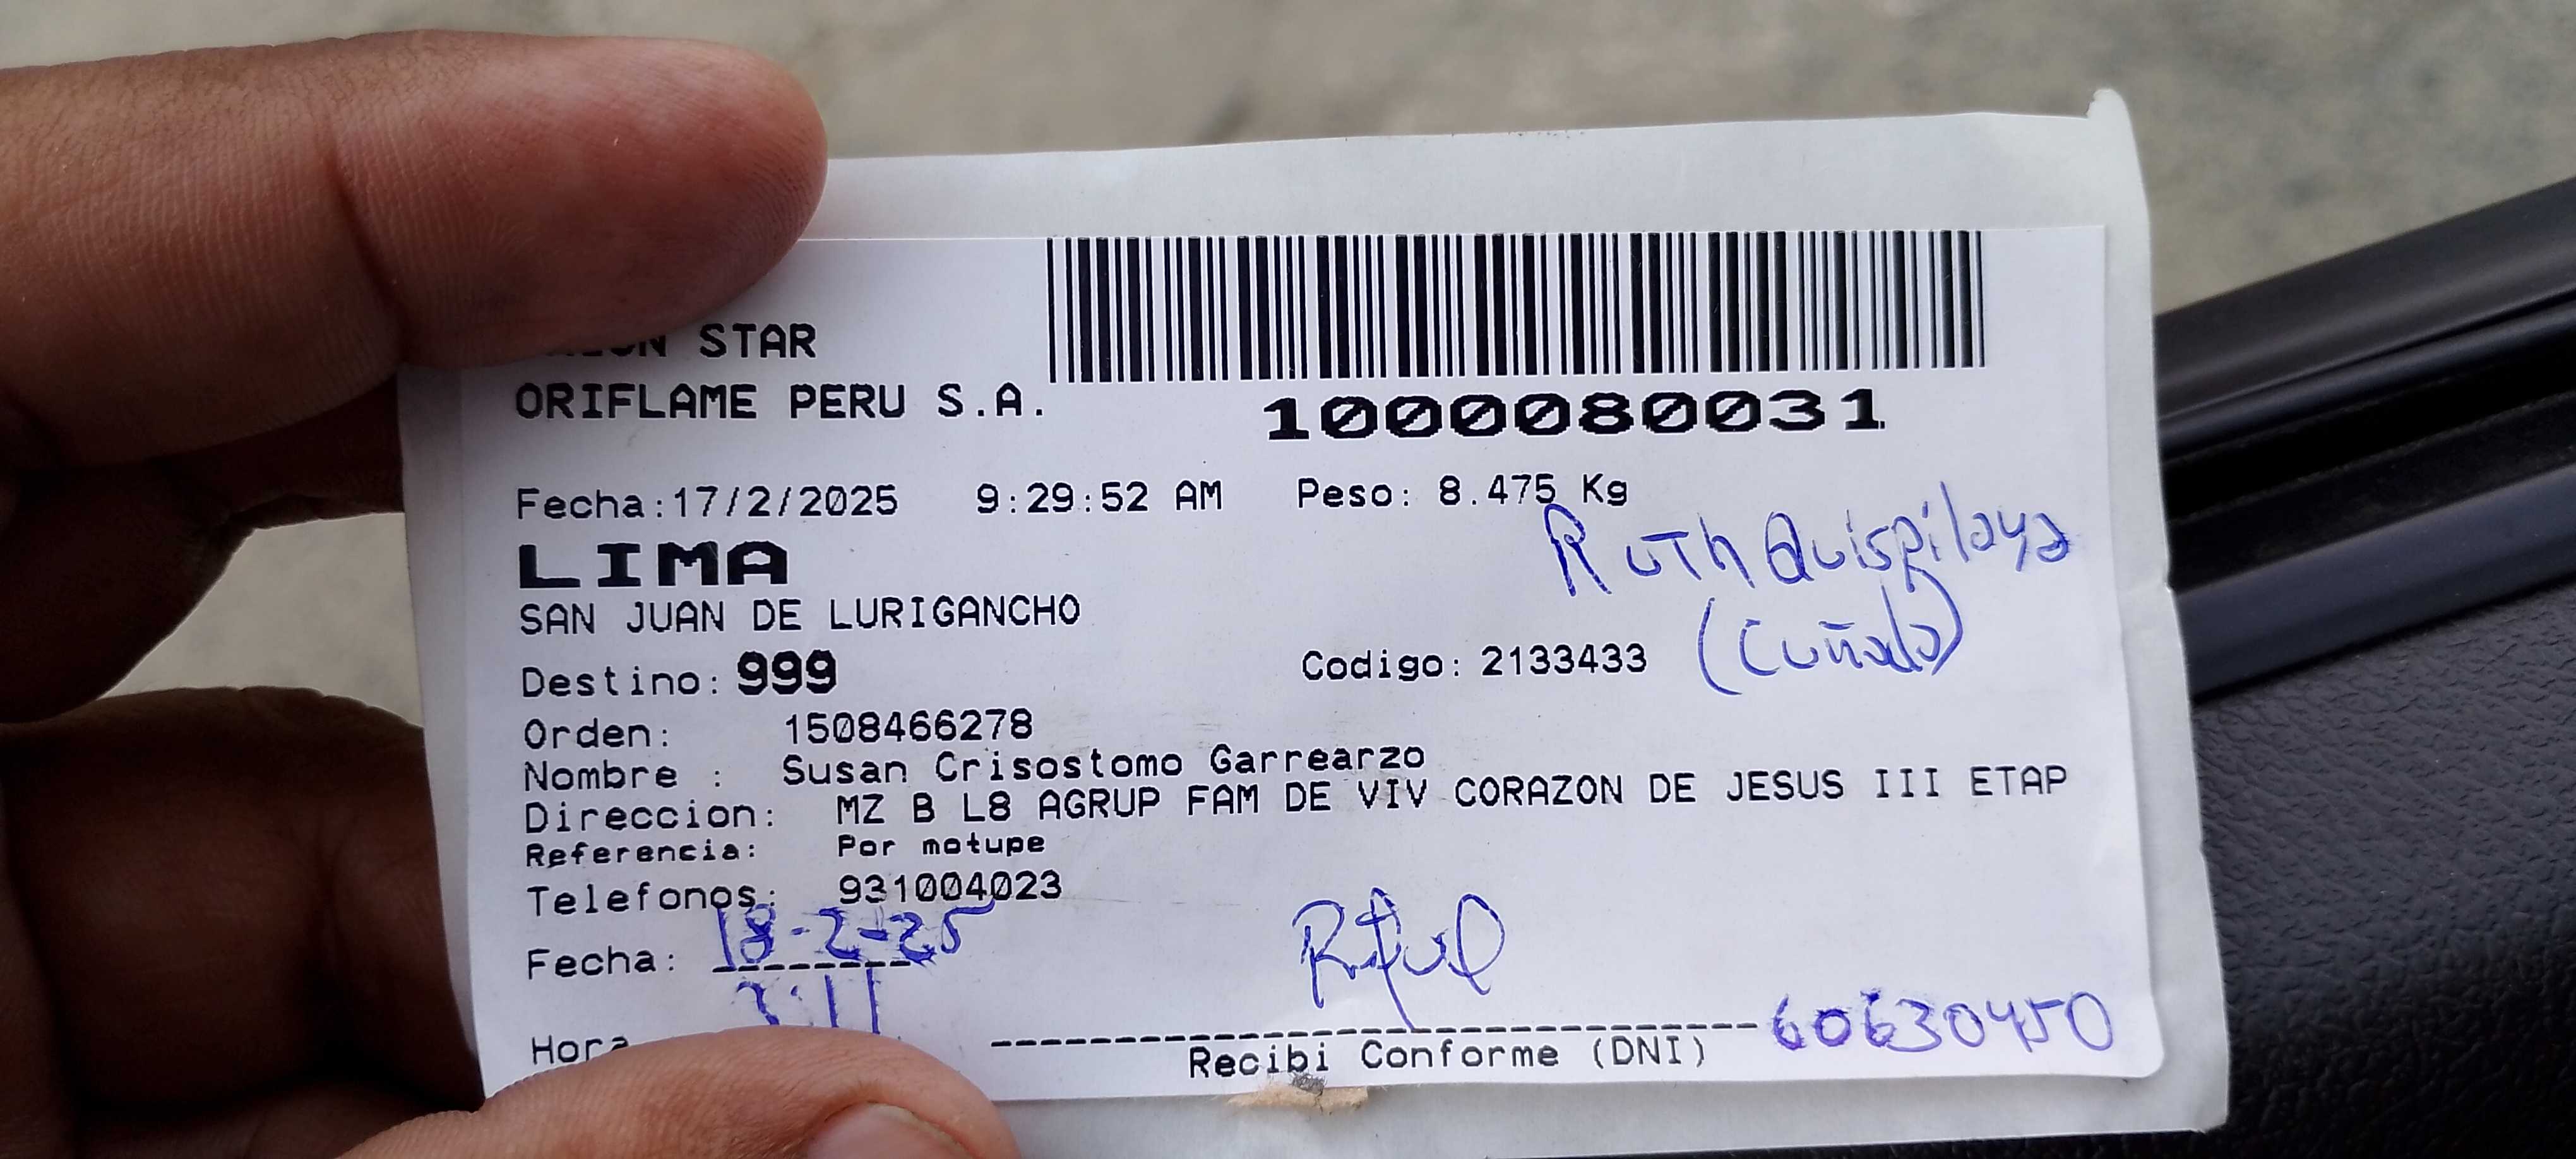 STAR
ORIFLAME PERU S.A.
1000080031
Fecha:17/2/2025 9:29:52 AM Peso: 8.475 Kg
Ruth Quispilaya
LIMA
SAN JUAN DE LURIGANCHO
(Cuñada)
Destino: 999 Codigo: 2133433
Orden: 1508466278
Nombre : Susan Crisostomo Garrearzo
Direccion: MZ B L8 AGRUP FAM DE VIV CORAZON DE JESUS III ETAP
Referencia: Por motupe
Telefonos: 931004023
Fecha: 18-2-25
Hora
60630450
Recibi Conforme (DNI)